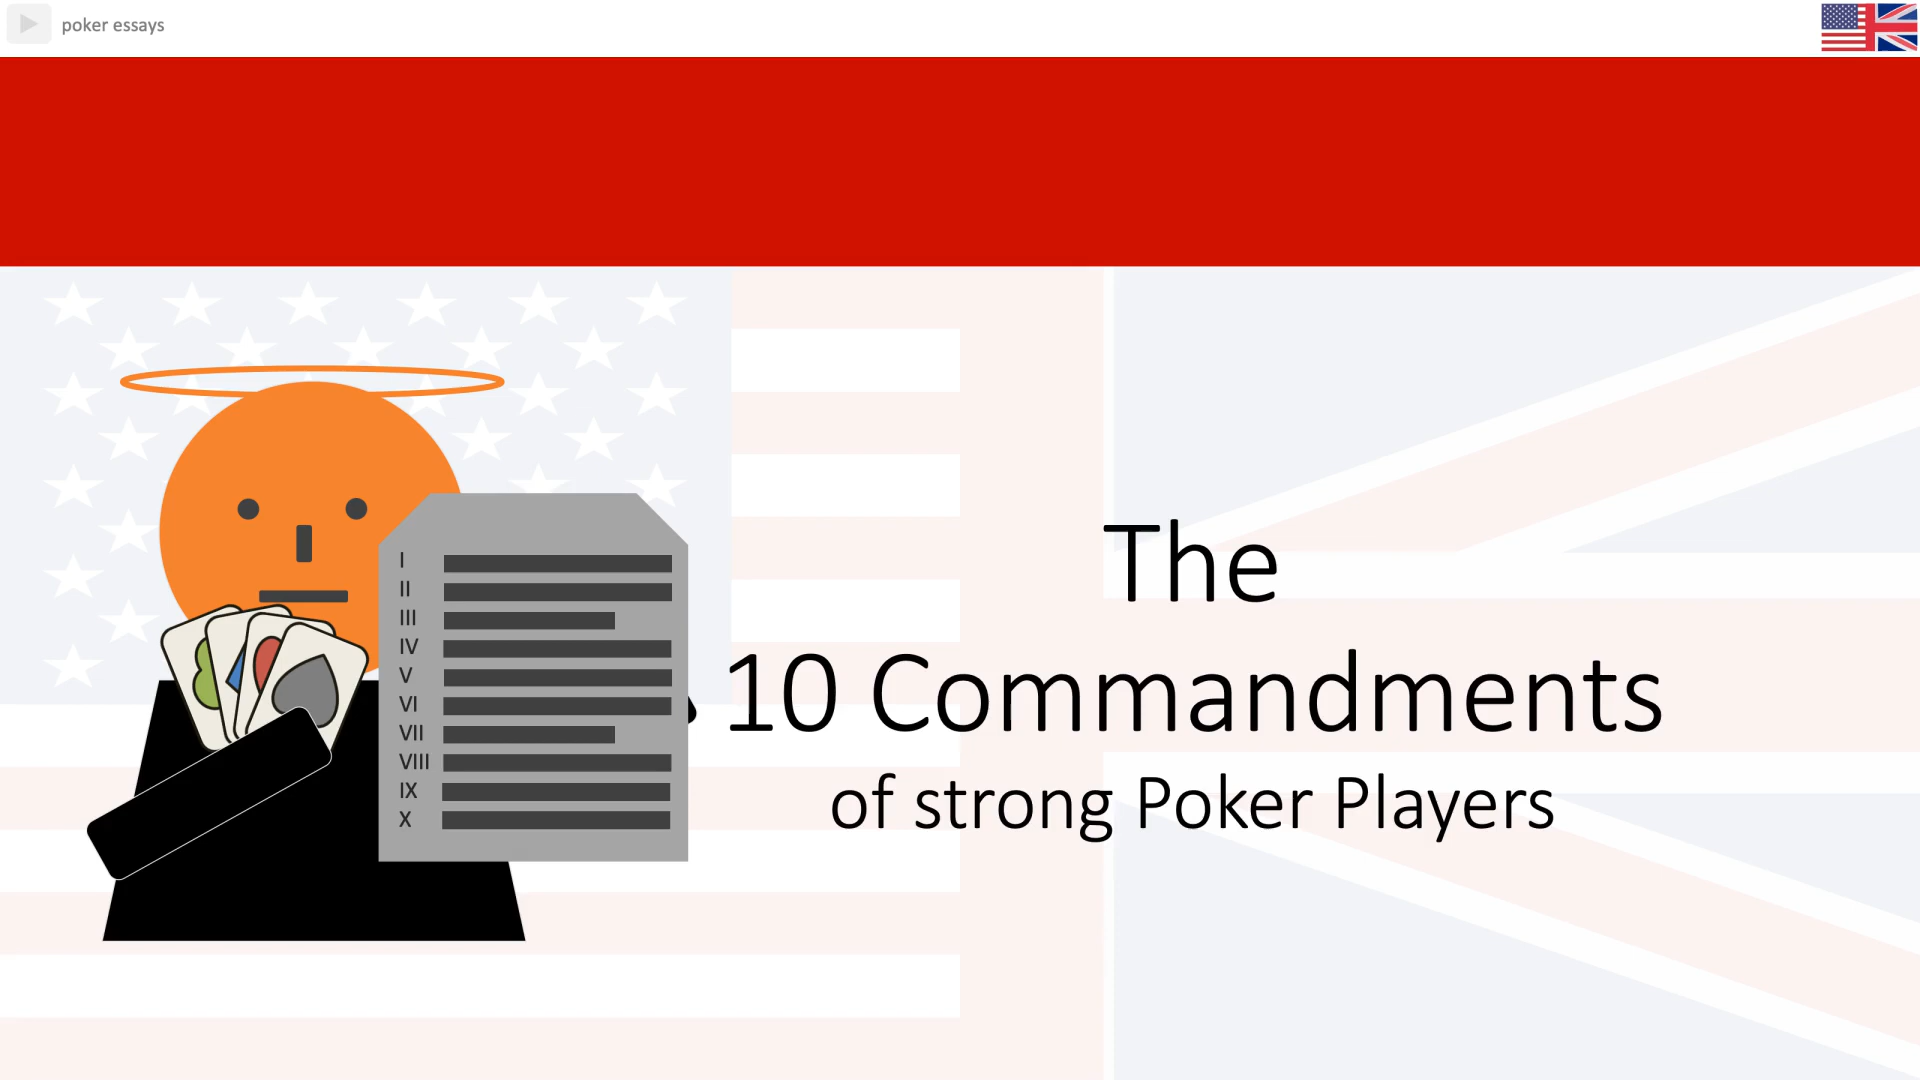 poker essays
The
10 Commandments
of strong Poker Players
I
II
III
IV
V
VI
VII
VIII
IX
X